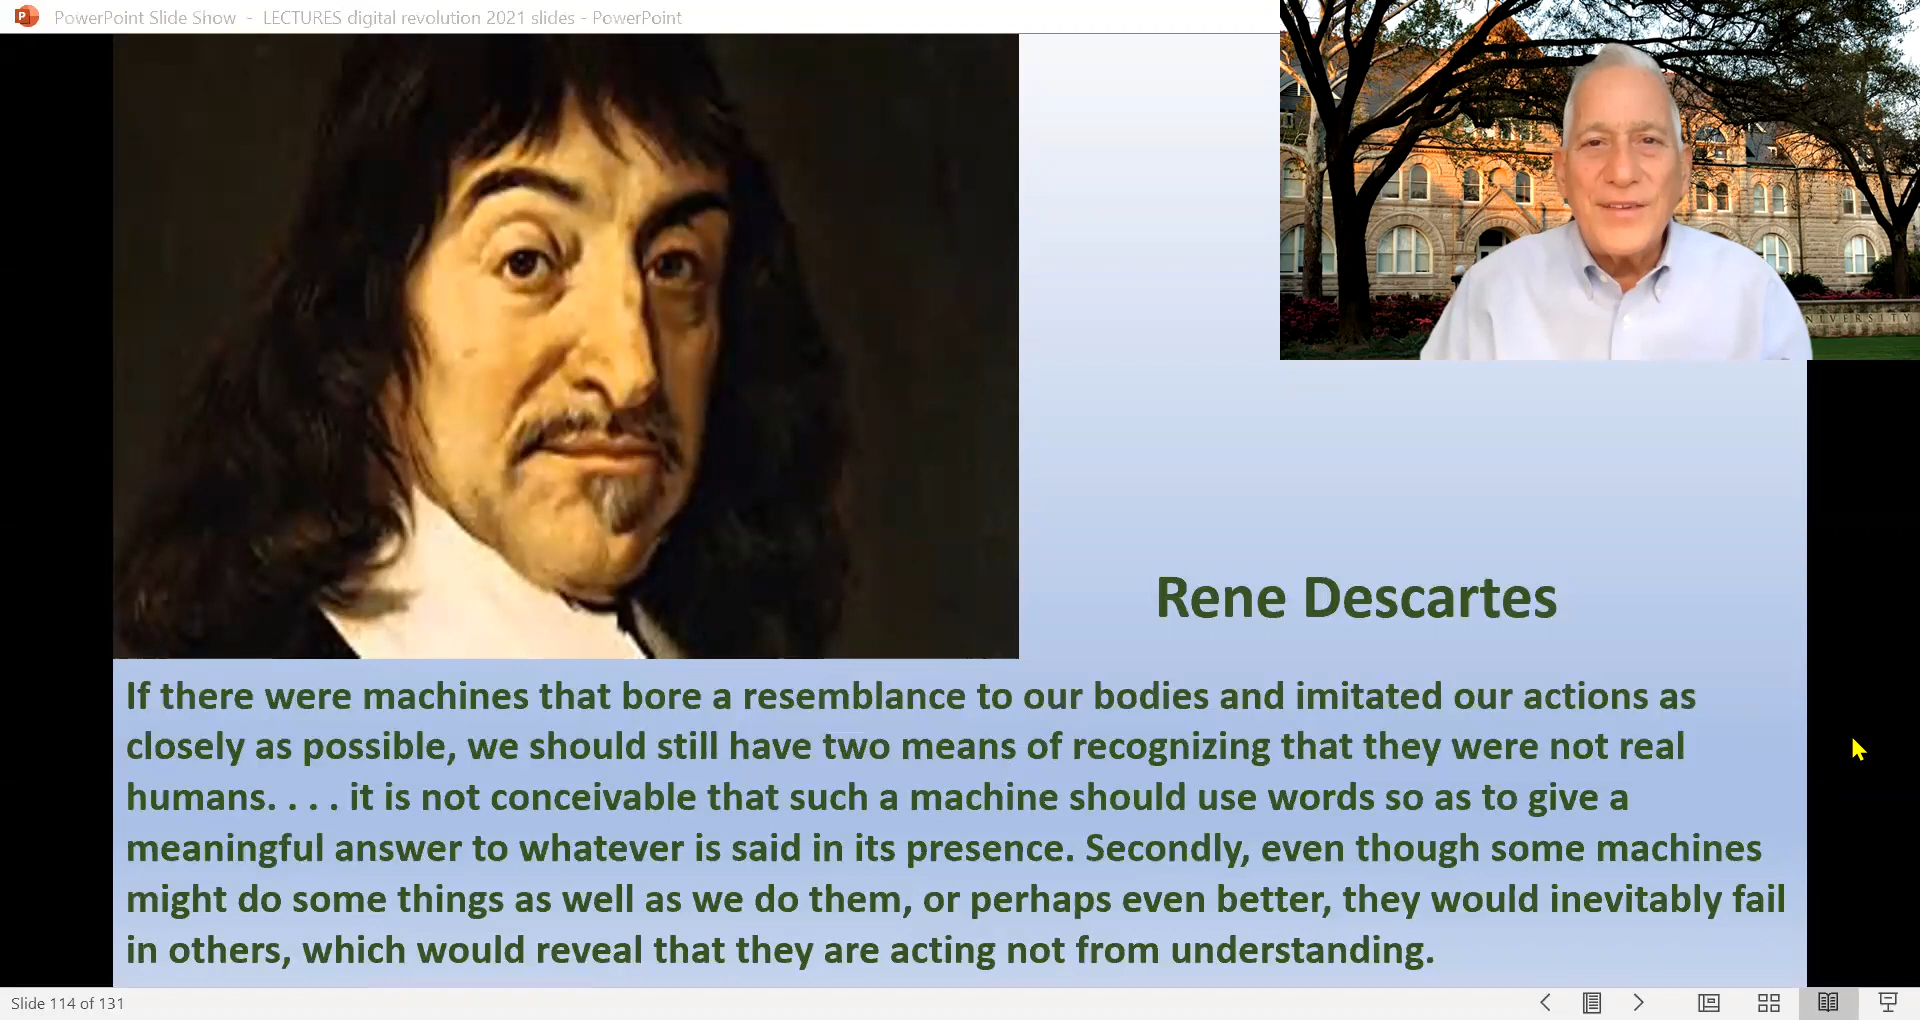 PowerPoint Slide Show - LECTURES digital revolution 2021 slides - PowerPoint
NIVERSITY
Rene Descartes
If there were machines that bore a resemblance to our bodies and imitated our actions as
closely as possible, we should still have two means of recognizing that they were not real
humans. . . . it is not conceivable that such a machine should use words so as to give a
meaningful answer to whatever is said in its presence. Secondly, even though some machines
might do some things as well as we do them, or perhaps even better, they would inevitably fail
in others, which would reveal that they are acting not from understanding.
Slide 114 of 131